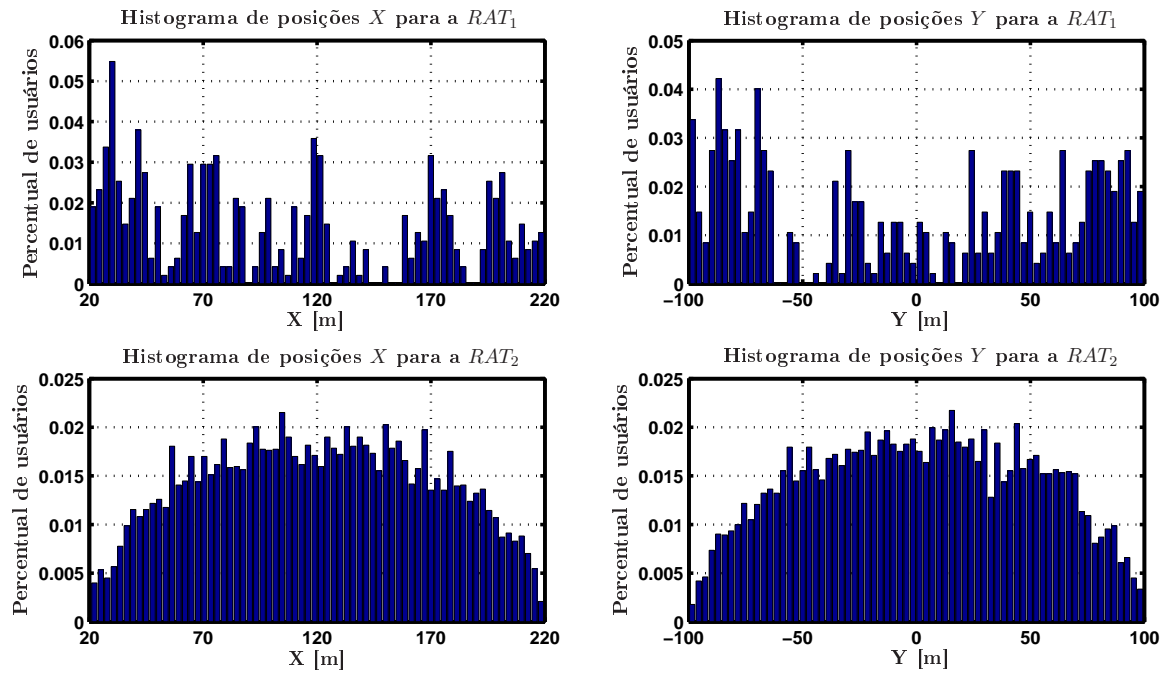 Histograma de posições X para a RAT₁
Percentual de usuários
0.06
0.05
0.04
0.03
0.02
0.01
0
20 70 120 170 220
X [m]
Histograma de posições Y para a RAT₁
Percentual de usuários
0.05
0.04
0.03
0.02
0.01
0
−100 −50 0 50 100
Y [m]
Histograma de posições X para a RAT₂
Percentual de usuários
0.025
0.02
0.015
0.01
0.005
0
20 70 120 170 220
X [m]
Histograma de posições Y para a RAT₂
Percentual de usuários
0.025
0.02
0.015
0.01
0.005
0
−100 −50 0 50 100
Y [m]